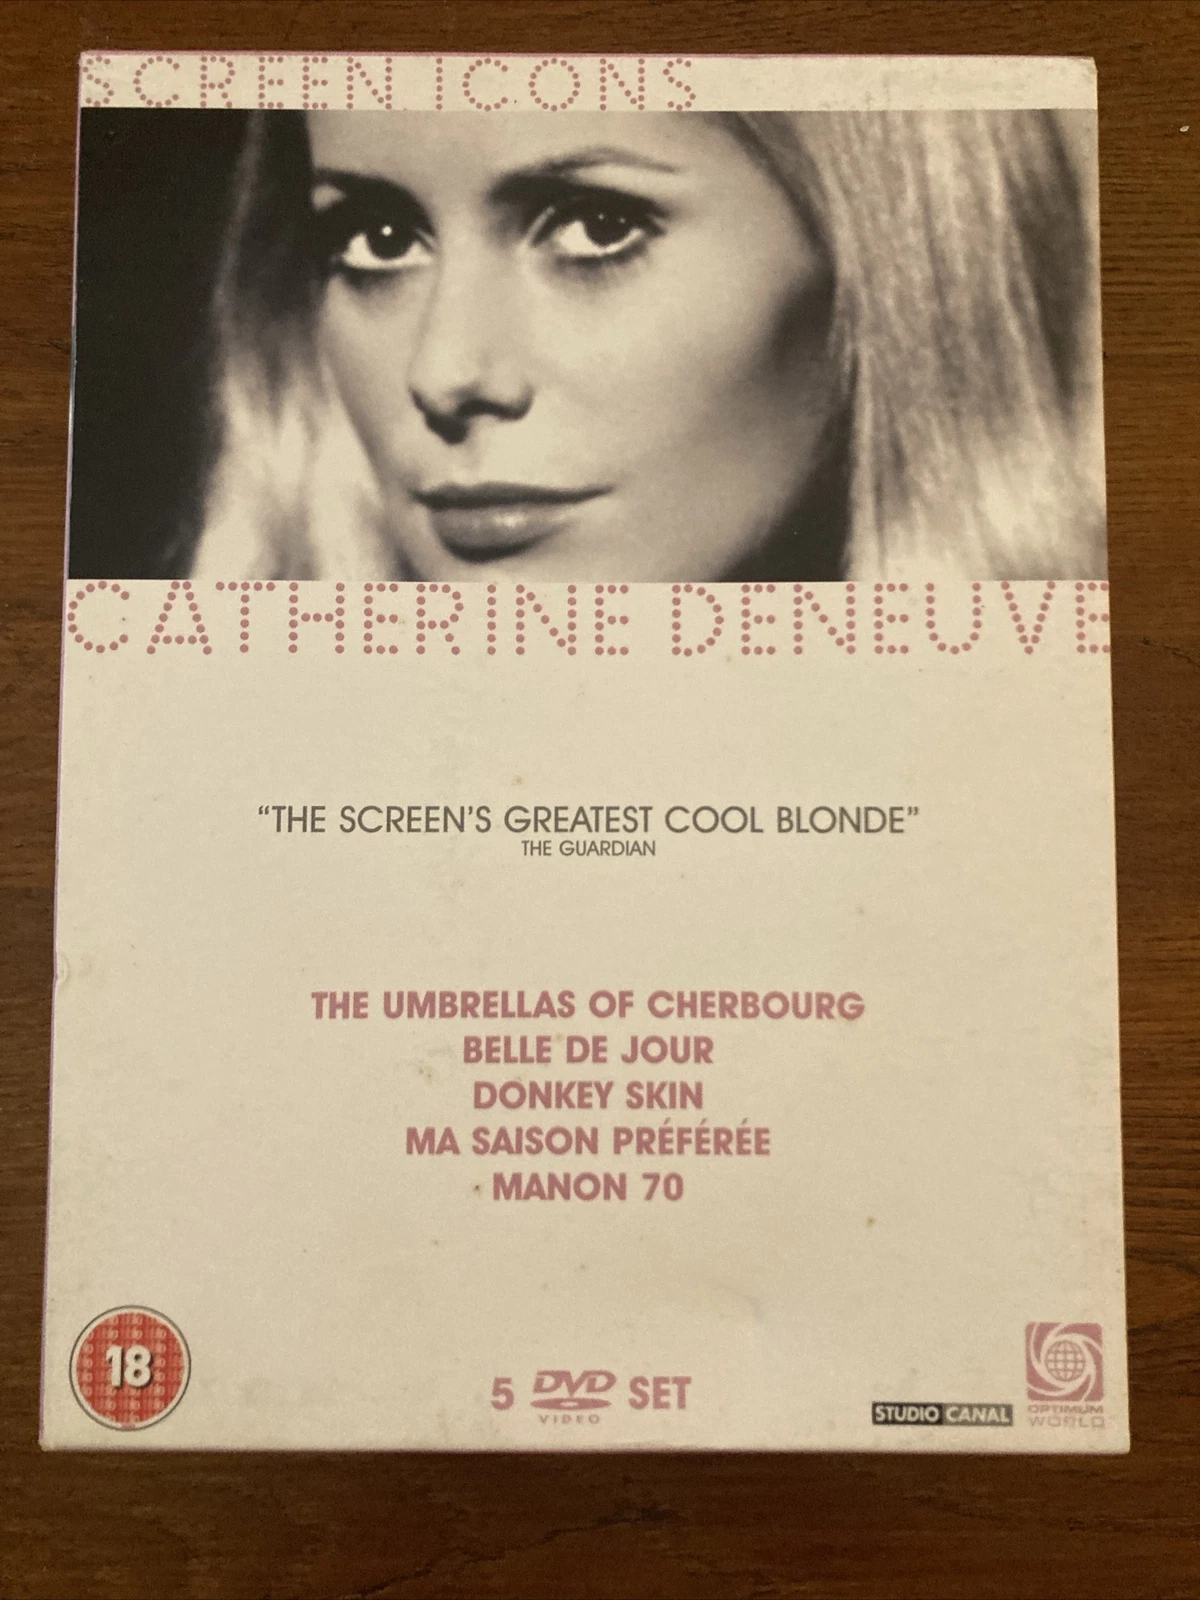 SCREEN ICONS
CATHERINE DENEUVE
“THE SCREEN'S GREATEST COOL BLONDE”
THE GUARDIAN
THE UMBRELLAS OF CHERBOURG
BELLE DE JOUR
DONKEY SKIN
MA SAISON PRÉFÉRÉE
MANON 70
18
5 DVD VIDEO SET
STUDIO CANAL
OPTIMUM
WORLD